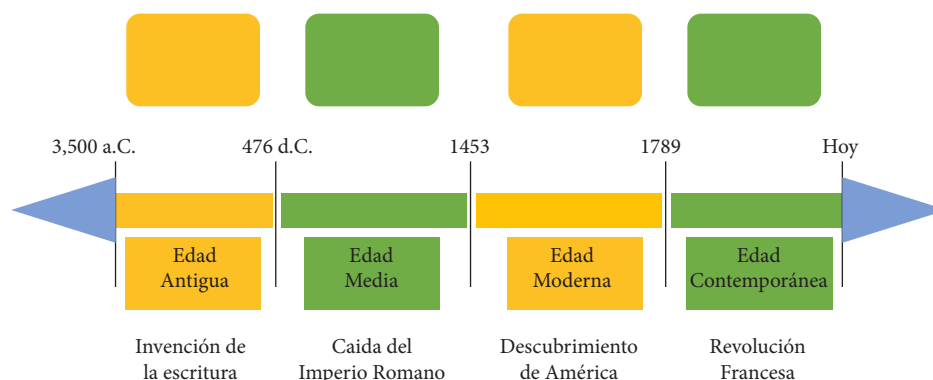 3,500 a.C. 476 d.C. 1453 1789 Hoy
Edad Edad Edad Edad
Antigua Media Moderna Contemporánea
Invención de Caida del Descubrimiento Revolución
la escritura Imperio Romano de América Francesa